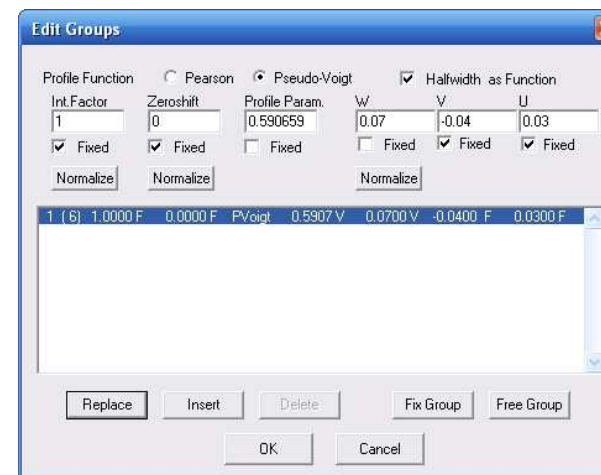 Edit Groups
Profile Function Pearson Pseudo-Voigt Halfwidth as Function
Int.Factor Zeroshift Profile Param. W V U
1 0 0.590659 0.07 -0.04 0.03
Fixed Fixed Fixed Fixed Fixed Fixed
Normalize Normalize Normalize
1 ( 6) 1.0000 F 0.0000 F PVoigt 0.5907 V 0.0700 V -0.0400 F 0.0300 F
Replace Insert Delete Fix Group Free Group
OK Cancel